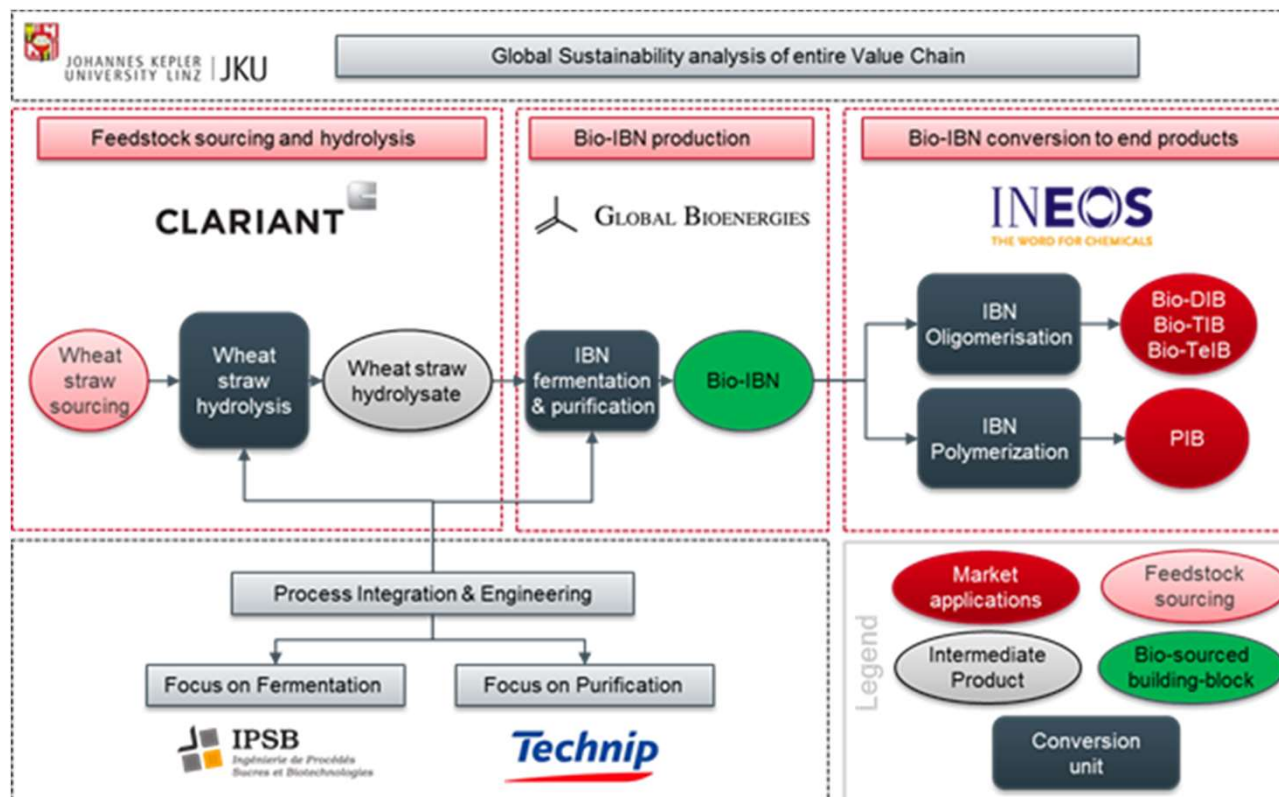 JOHANNES KEPLER
UNIVERSITY LINZ | JKU
Global Sustainability analysis of entire Value Chain
Feedstock sourcing and hydrolysis
Bio-IBN production
Bio-IBN conversion to end products
CLARIANT
GLOBAL BIOENERGIES
INEOS
THE WORD FOR CHEMICALS
Wheat
straw
sourcing
Wheat
straw
hydrolysis
Wheat straw
hydrolysate
IBN
fermentation
& purification
Bio-IBN
IBN
Oligomerisation
Bio-DIB
Bio-TIB
Bio-TeIB
IBN
Polymerization
PIB
Process Integration & Engineering
Focus on Fermentation
Focus on Purification
IPSB
Ingénierie de Procédés
Sucres et Biotechnologies
Technip
Legend
Market
applications
Feedstock
sourcing
Intermediate
Product
Bio-sourced
building-block
Conversion
unit